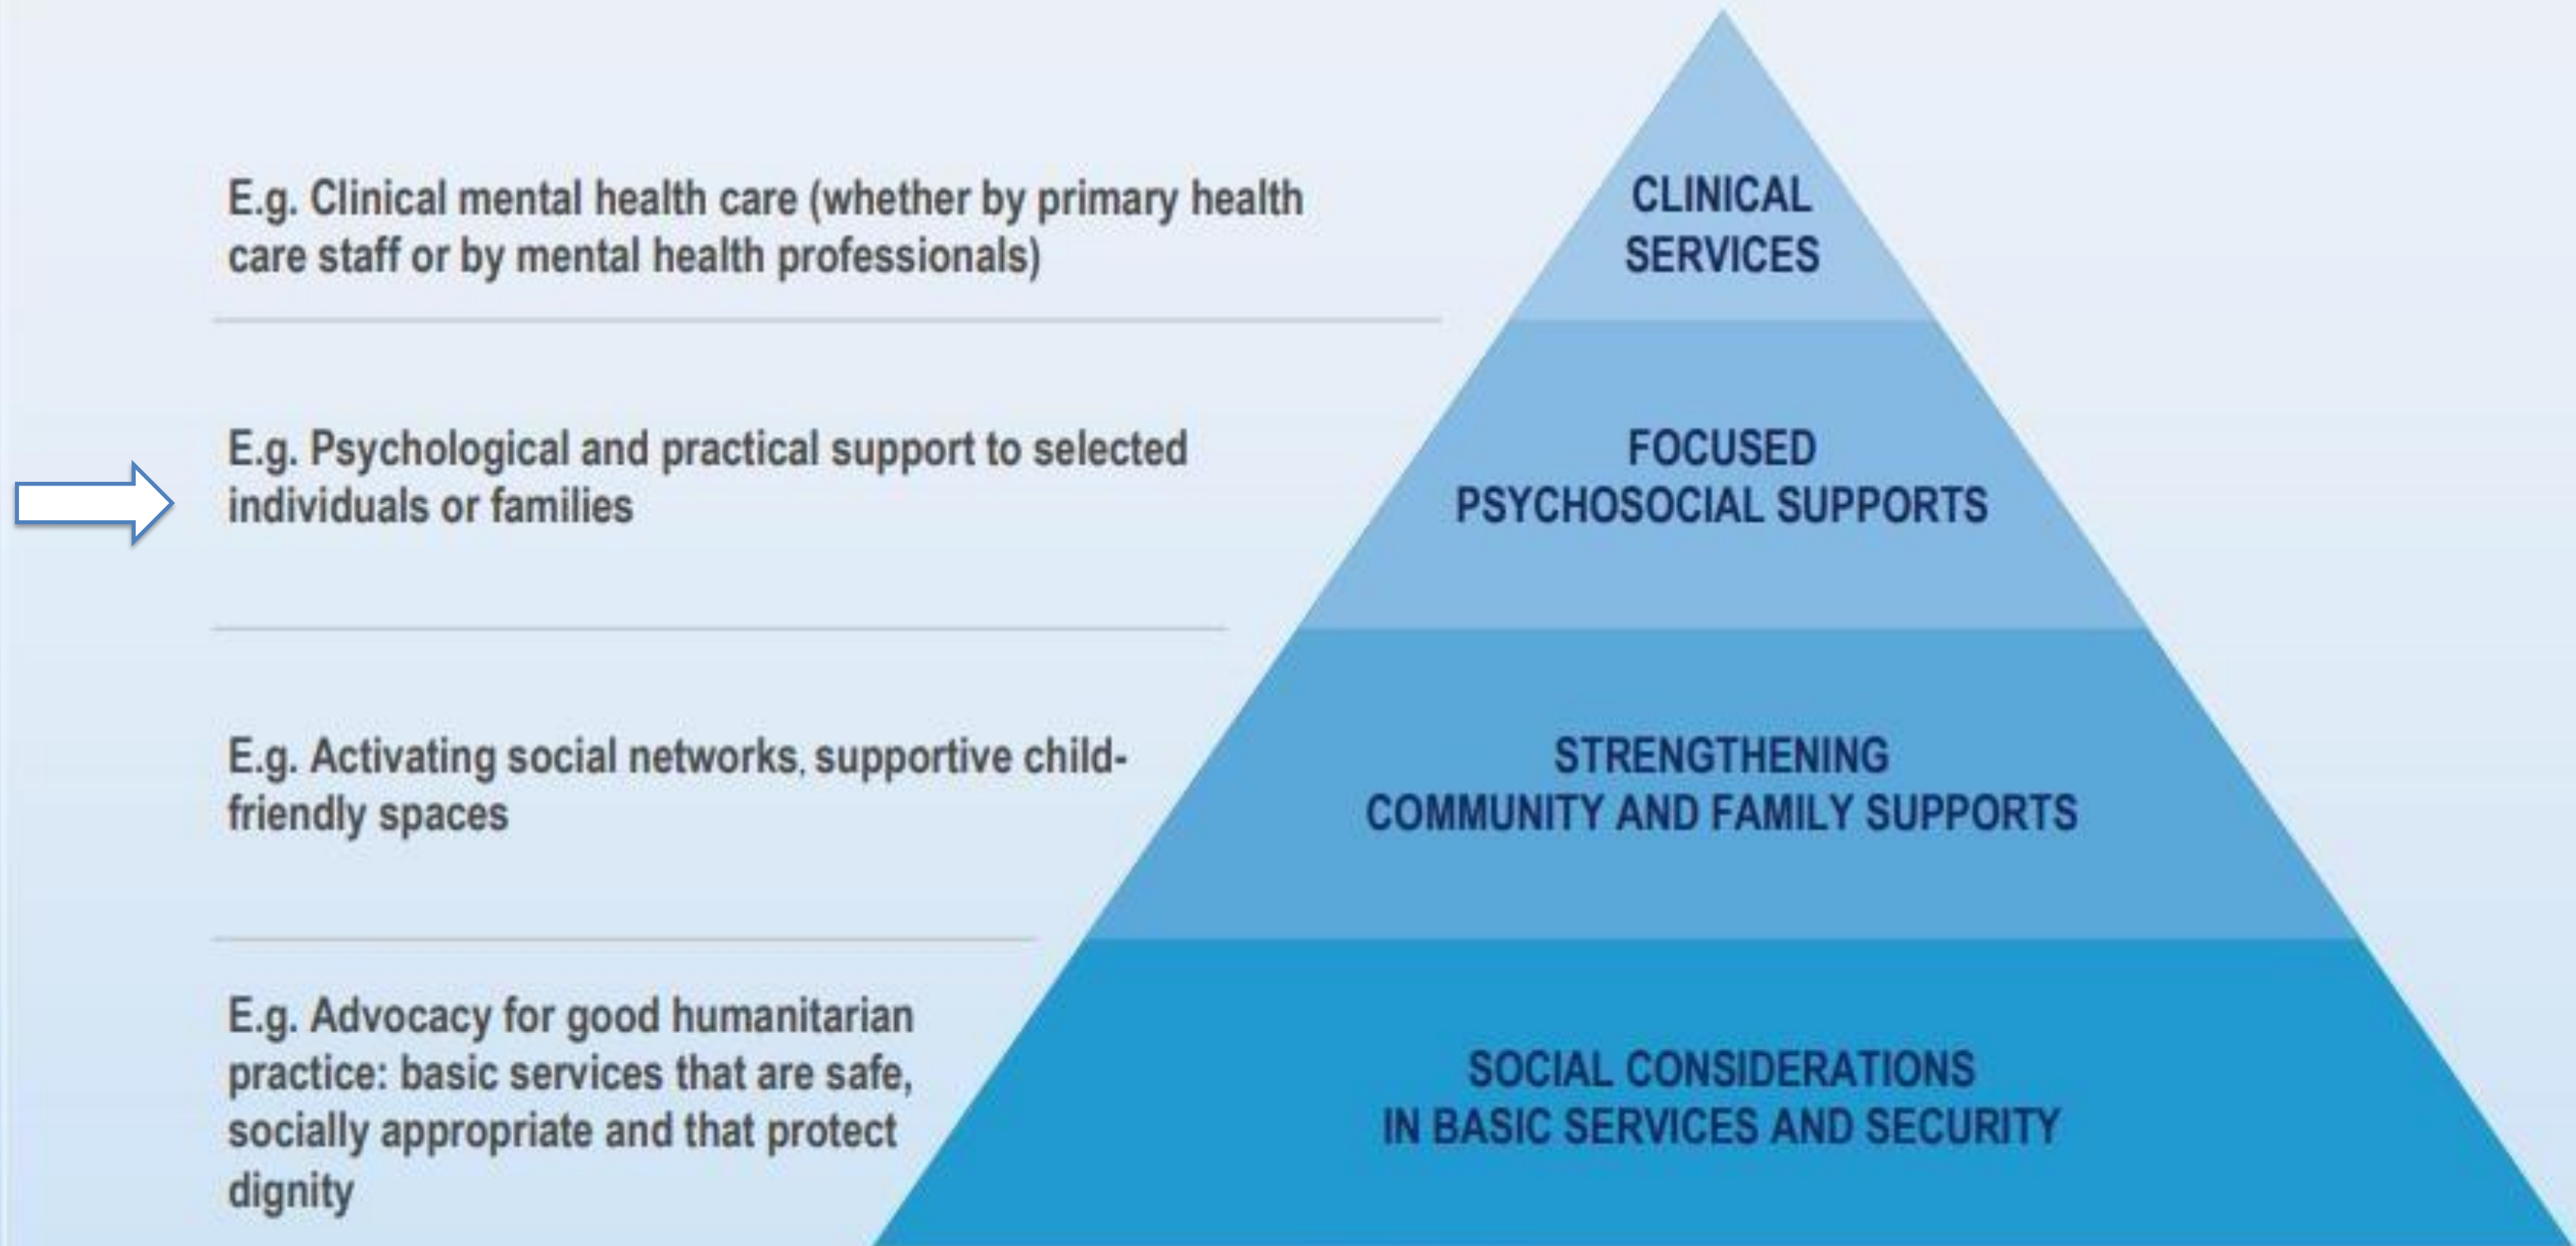 E.g. Clinical mental health care (whether by primary health
care staff or by mental health professionals)
CLINICAL
SERVICES
E.g. Psychological and practical support to selected
individuals or families
FOCUSED
PSYCHOSOCIAL SUPPORTS
E.g. Activating social networks, supportive child-
friendly spaces
STRENGTHENING
COMMUNITY AND FAMILY SUPPORTS
E.g. Advocacy for good humanitarian
practice: basic services that are safe,
socially appropriate and that protect
dignity
SOCIAL CONSIDERATIONS
IN BASIC SERVICES AND SECURITY